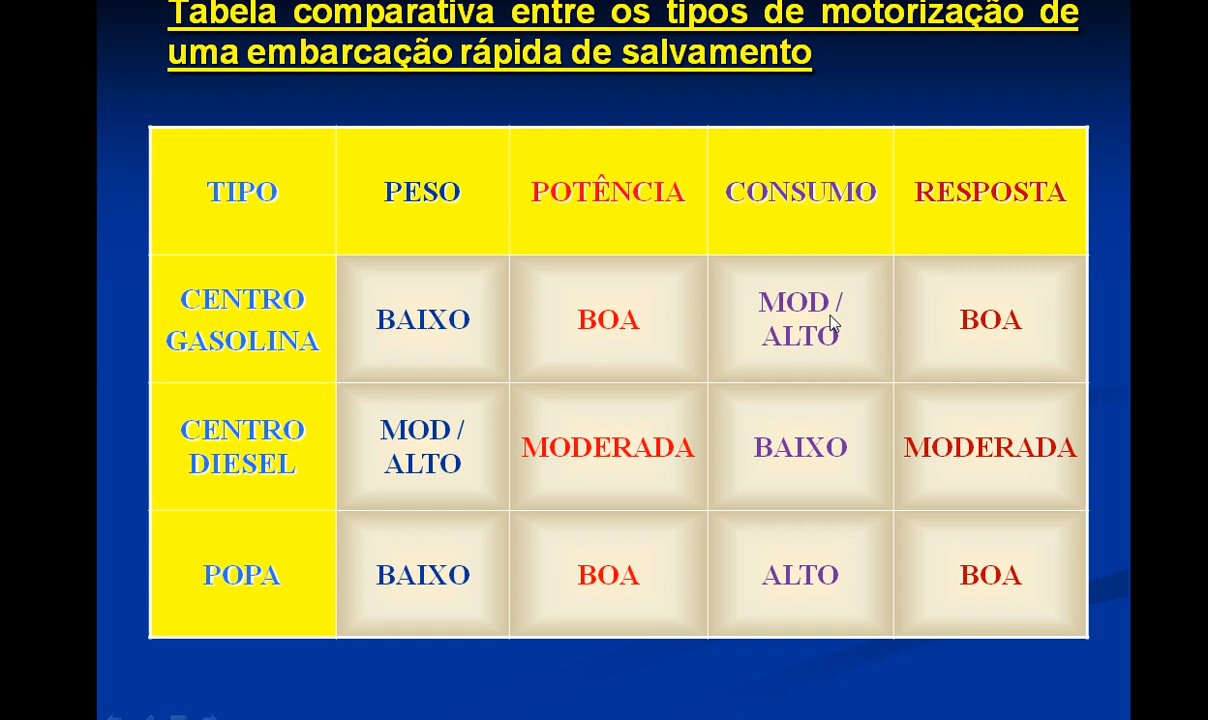 Tabela comparativa entre os tipos de motorização de
uma embarcação rápida de salvamento
TIPO
PESO
POTÊNCIA
CONSUMO
RESPOSTA
CENTRO
GASOLINA
BAIXO
BOA
MOD /
ALTO
BOA
CENTRO
DIESEL
MOD /
ALTO
MODERADA
BAIXO
MODERADA
POPA
BAIXO
BOA
ALTO
BOA